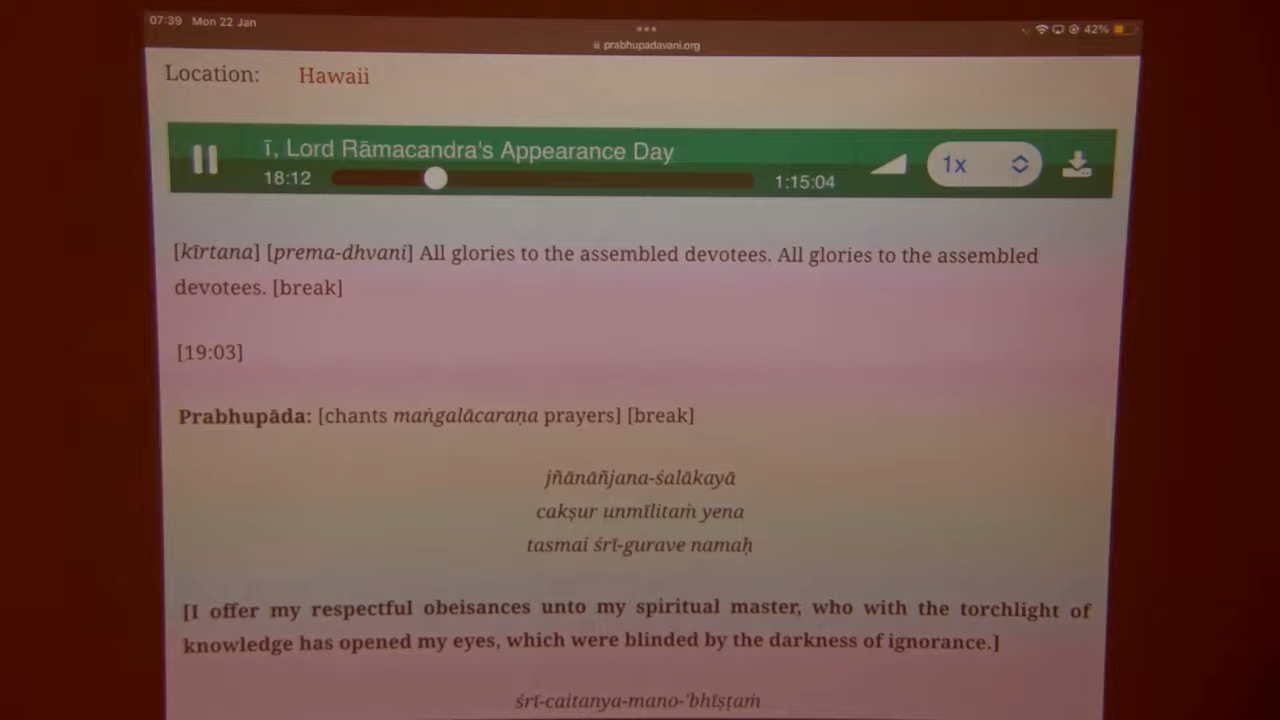 07:39 Mon 22 Jan
prabhupadavani.org
42%
Location: Hawaii
ī, Lord Rāmacandra's Appearance Day
1x
18:12
1:15:04
[kīrtana] [prema-dhvani] All glories to the assembled devotees. All glories to the assembled
devotees. [break]
[19:03]
Prabhupāda: [chants maṅgalācaraṇa prayers] [break]
jñānāñjana-śalākayā
cakṣur unmīlitaṁ yena
tasmai śrī-gurave namaḥ
[I offer my respectful obeisances unto my spiritual master, who with the torchlight of
knowledge has opened my eyes, which were blinded by the darkness of ignorance.]
śrī-caitanya-mano-'bhīṣṭaṁ